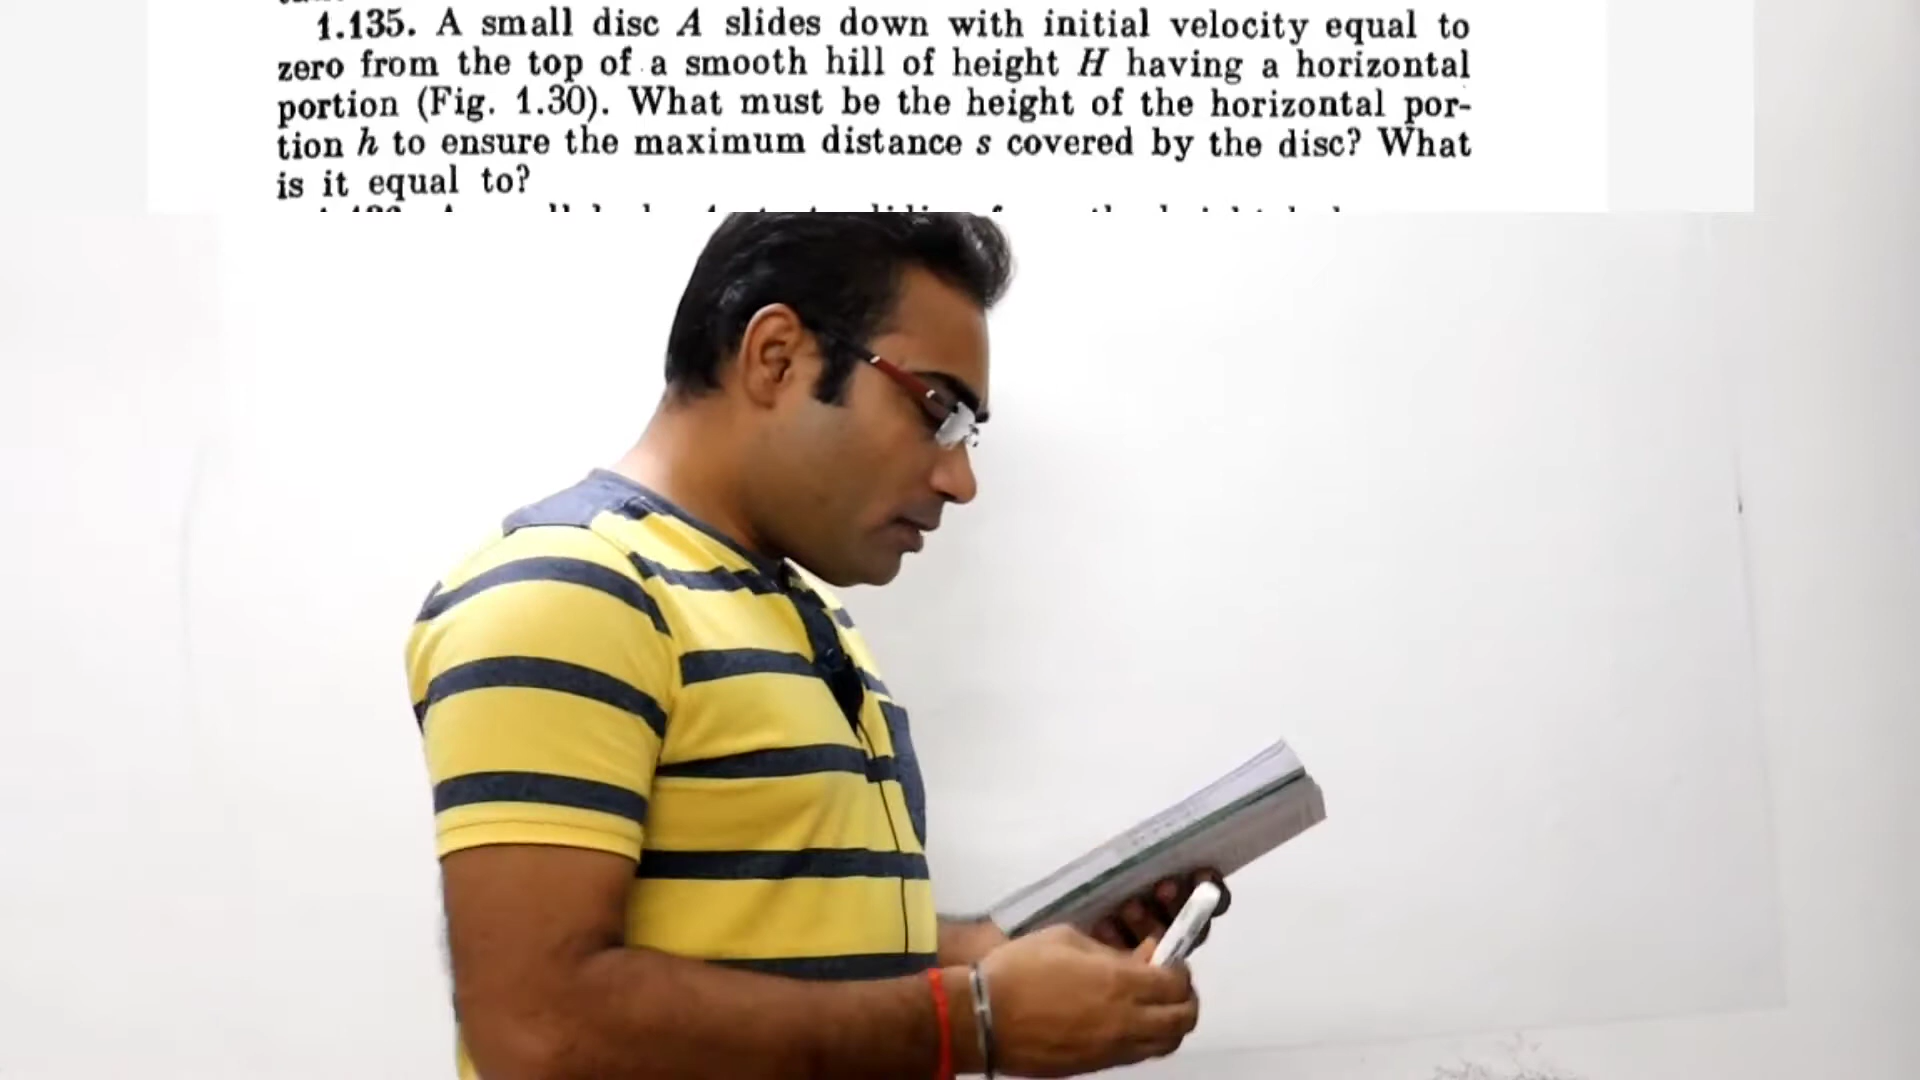 1.135. A small disc A slides down with initial velocity equal to
zero from the top of a smooth hill of height H having a horizontal
portion (Fig. 1.30). What must be the height of the horizontal por-
tion h to ensure the maximum distance s covered by the disc? What
is it equal to?